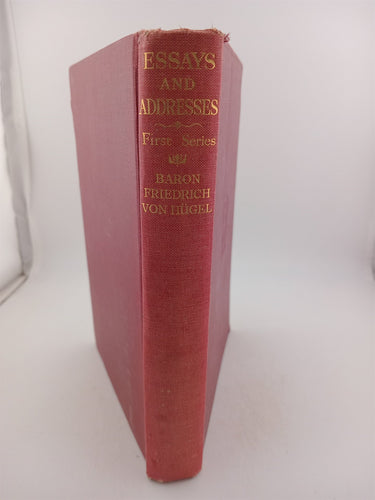 ESSAYS
AND
ADDRESSES
First Series
BARON
FRIEDRICH
VON HÜGEL